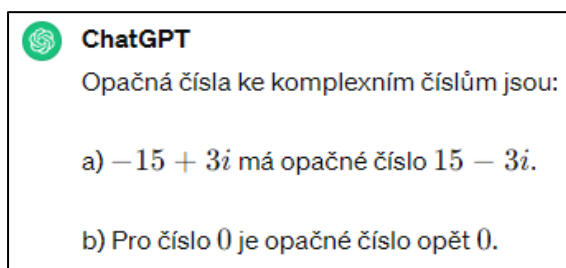 ChatGPT
Opačná čísla ke komplexním číslům jsou:
a) −15 + 3i má opačné číslo 15 − 3i.
b) Pro číslo 0 je opačné číslo opět 0.